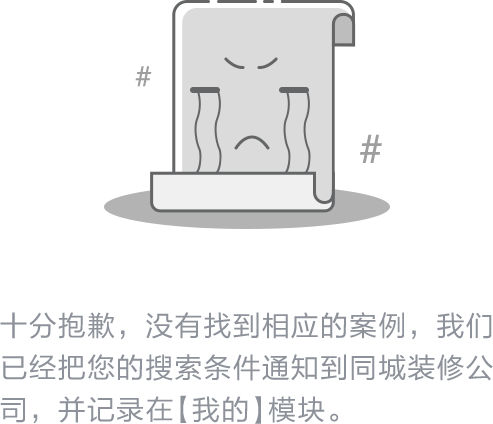 #
#
十分抱歉，没有找到相应的案例，我们
已经把您的搜索条件通知到同城装修公
司，并记录在【我的】模块。